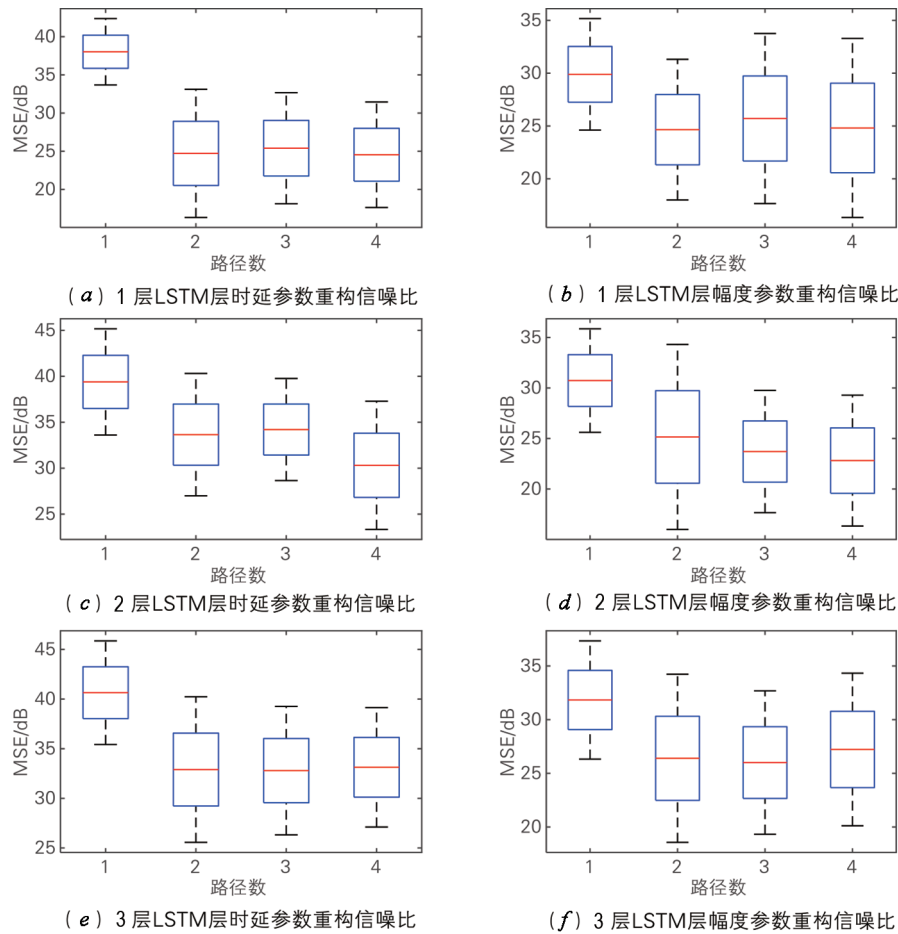 MSE/dB
40
35
30
25
20
1 2 3 4
路径数
(a) 1 层LSTM层时延参数重构信噪比
MSE/dB
35
30
25
20
1 2 3 4
路径数
(b) 1 层LSTM层幅度参数重构信噪比
MSE/dB
45
40
35
30
25
1 2 3 4
路径数
(c) 2 层LSTM层时延参数重构信噪比
MSE/dB
35
30
25
20
1 2 3 4
路径数
(d) 2 层LSTM层幅度参数重构信噪比
MSE/dB
45
40
35
30
25
1 2 3 4
路径数
(e) 3 层LSTM层时延参数重构信噪比
MSE/dB
35
30
25
20
1 2 3 4
路径数
(f) 3 层LSTM层幅度参数重构信噪比